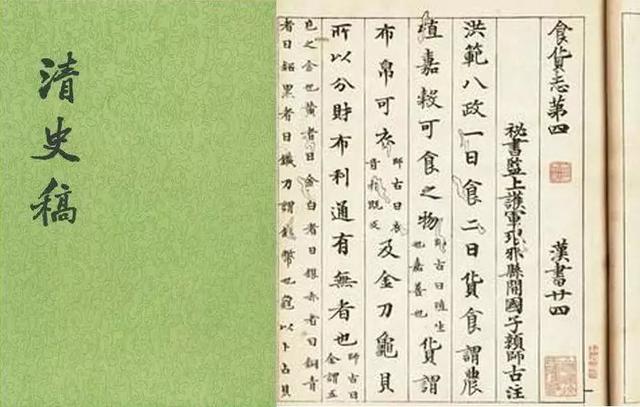 清史稿
食貨志第四 漢書廿四
秘書監上護軍琅邪縣開國子顏師古注
洪範八政一曰食二曰貨食謂農
植嘉穀可食之物師古曰殖生也嘉善也貨謂
布帛可衣師古曰衣音於既反及金刀龜貝
所以分財布利通有無者也師古曰金謂五
色之金也黃者曰金白者曰銀赤者曰銅青
者曰鈆黑者曰鐵刀謂錢幣也龜以卜占貝